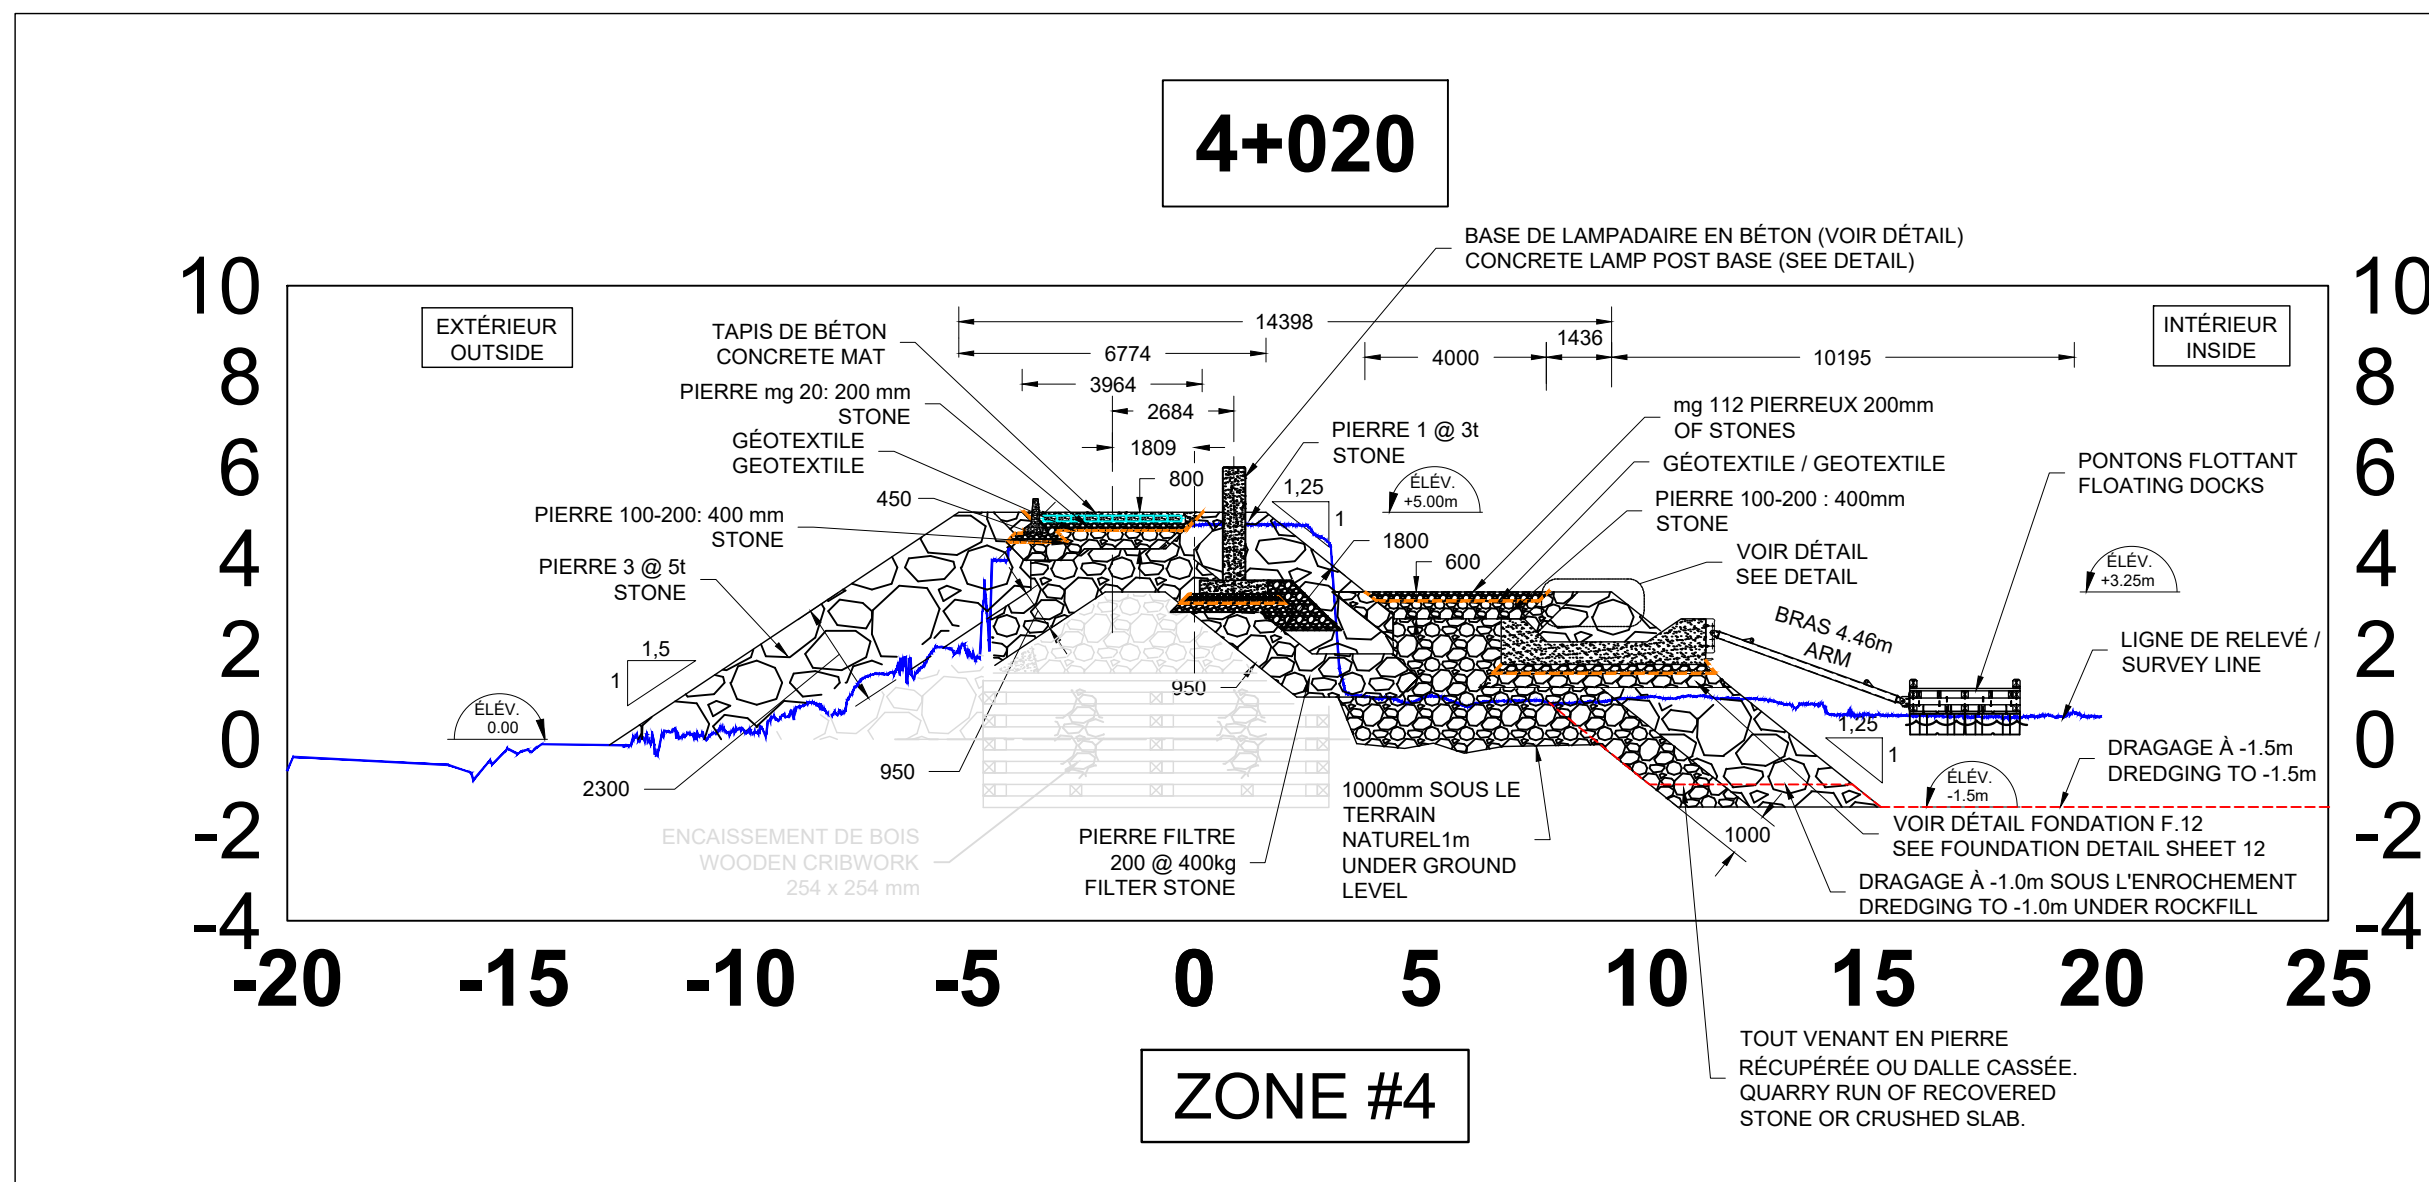 4+020
BASE DE LAMPADAIRE EN BÉTON (VOIR DÉTAIL)
CONCRETE LAMP POST BASE (SEE DETAIL)
10
8
6
4
2
0
-2
-4
10
8
6
4
2
0
-2
-4
EXTÉRIEUR
OUTSIDE
INTÉRIEUR
INSIDE
TAPIS DE BÉTON
CONCRETE MAT
PIERRE mg 20: 200 mm
STONE
GÉOTEXTILE
GEOTEXTILE
450
PIERRE 100-200: 400 mm
STONE
PIERRE 3 @ 5t
STONE
1,5
1
ÉLÉV.
0.00
2300
950
ENCAISSEMENT DE BOIS
WOODEN CRIBWORK
254 x 254 mm
14398
6774
3964
2684
1809
800
1436
4000
10195
PIERRE 1 @ 3t
STONE
1,25
1
ÉLÉV.
+5.00m
1800
600
mg 112 PIERREUX 200mm
OF STONES
GÉOTEXTILE / GEOTEXTILE
PIERRE 100-200 : 400mm
STONE
VOIR DÉTAIL
SEE DETAIL
PONTONS FLOTTANT
FLOATING DOCKS
ÉLÉV.
+3.25m
BRAS 4.46m
ARM
LIGNE DE RELEVÉ /
SURVEY LINE
950
1,25
1
ÉLÉV.
-1.5m
DRAGAGE À -1.5m
DREDGING TO -1.5m
PIERRE FILTRE
200 @ 400kg
FILTER STONE
1000mm SOUS LE
TERRAIN
NATUREL1m
UNDER GROUND
LEVEL
1000
VOIR DÉTAIL FONDATION F.12
SEE FOUNDATION DETAIL SHEET 12
DRAGAGE À -1.0m SOUS L'ENROCHEMENT
DREDGING TO -1.0m UNDER ROCKFILL
-20
-15
-10
-5
0
5
10
15
20
25
TOUT VENANT EN PIERRE
RÉCUPÉRÉE OU DALLE CASSÉE.
QUARRY RUN OF RECOVERED
STONE OR CRUSHED SLAB.
ZONE #4